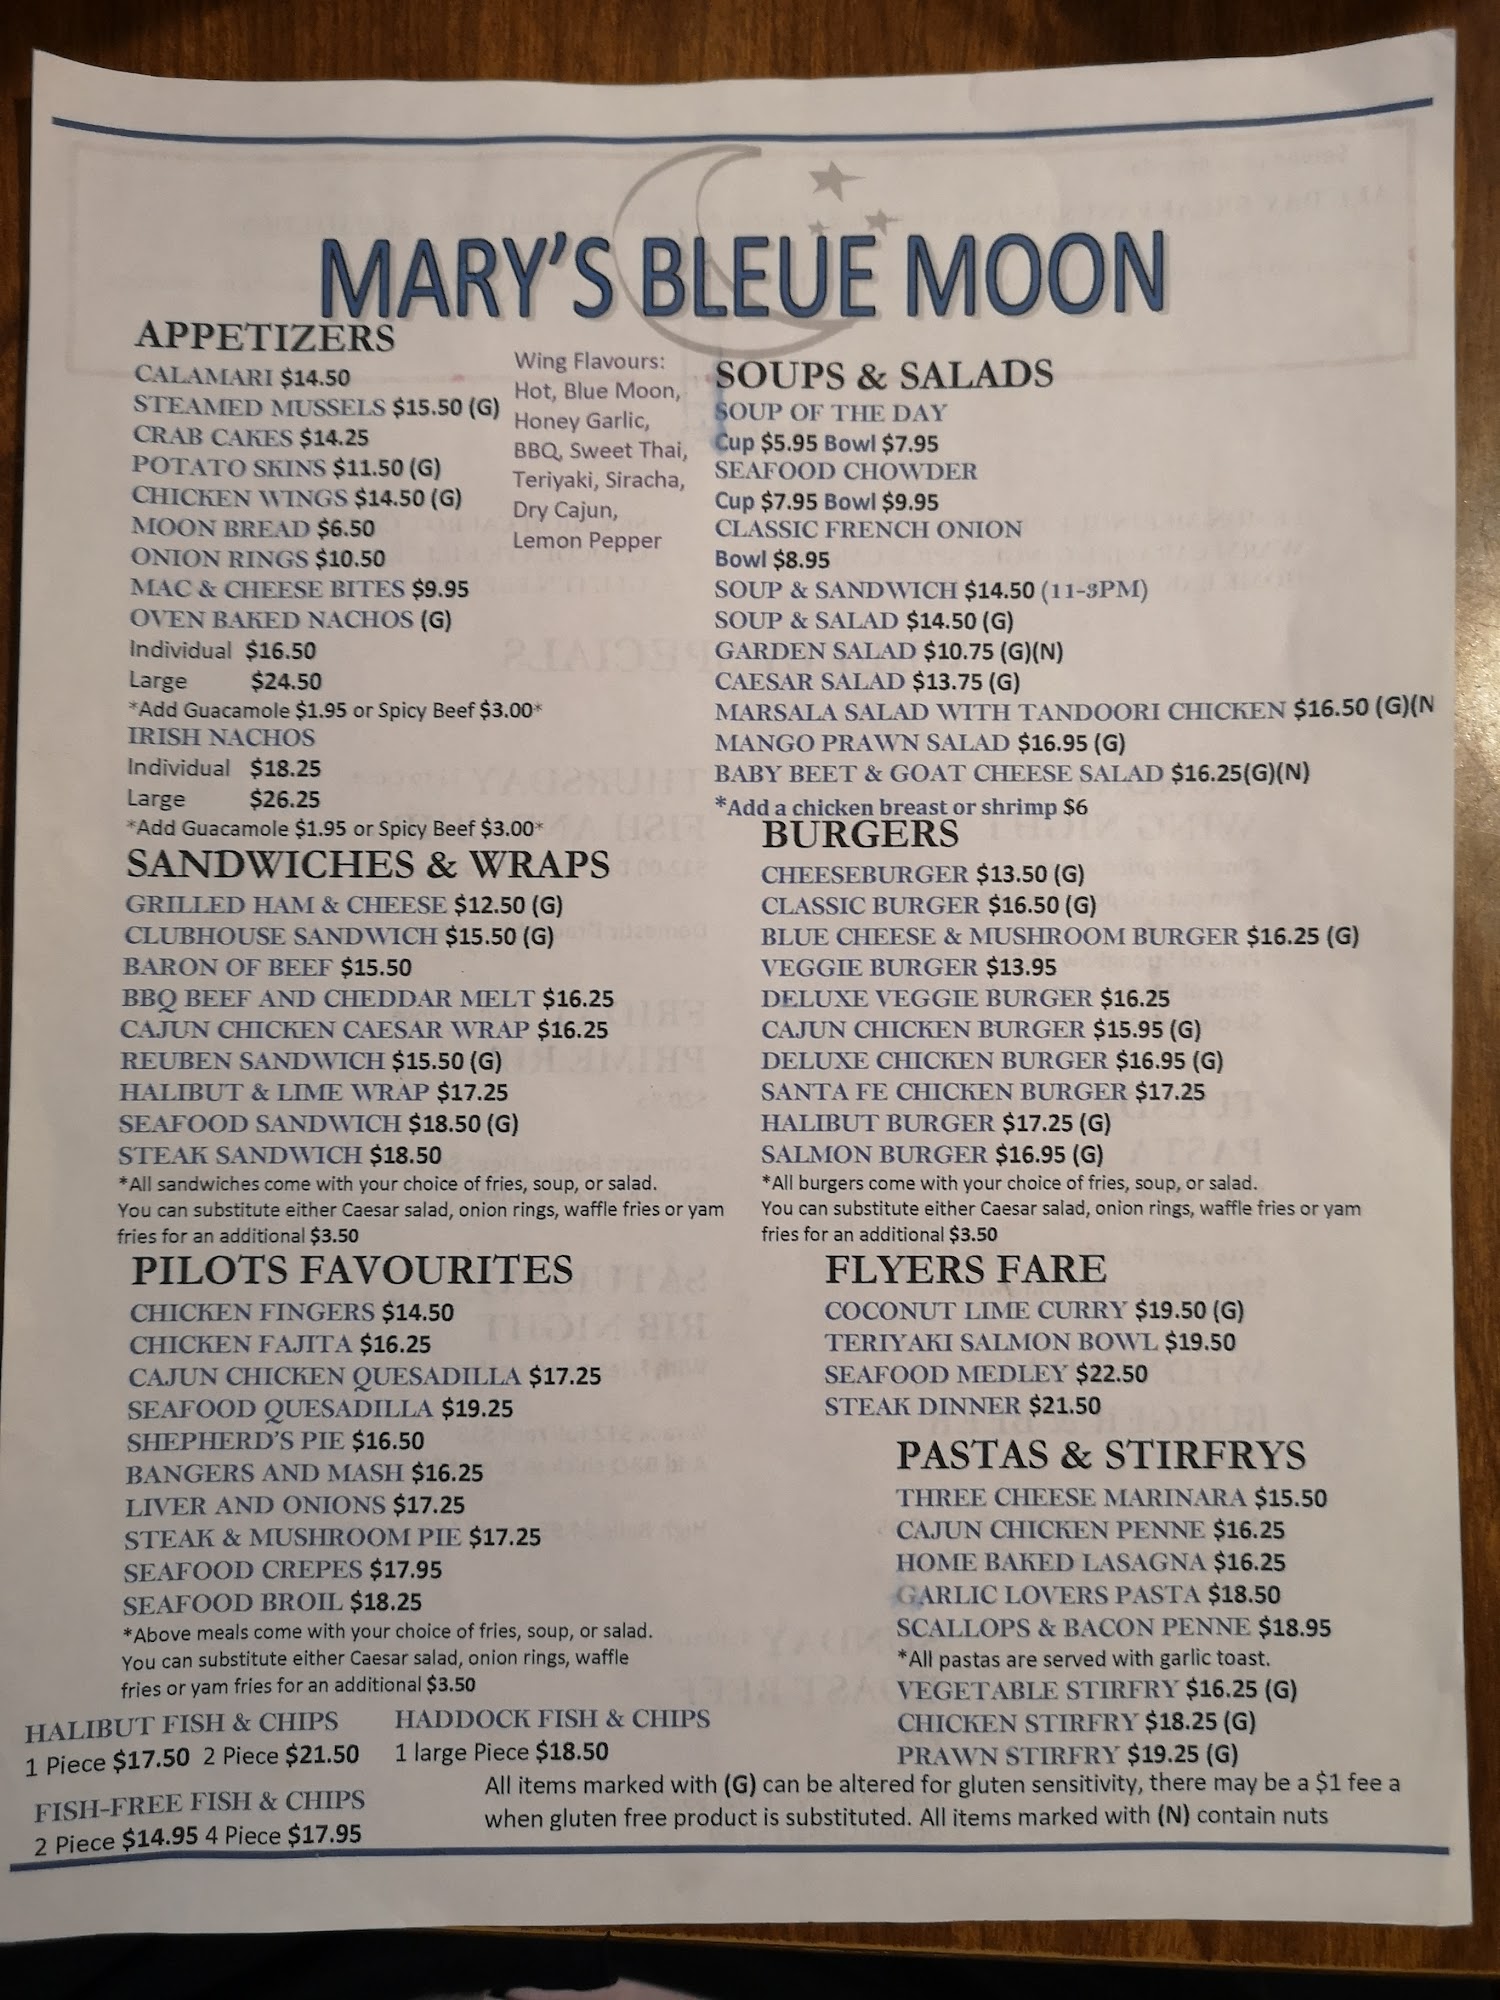 MARY'S BLEUE MOON
APPETIZERS
CALAMARI $14.50
STEAMED MUSSELS $15.50 (G)
CRAB CAKES $14.25
POTATO SKINS $11.50 (G)
CHICKEN WINGS $14.50 (G)
MOON BREAD $6.50
ONION RINGS $10.50
MAC & CHEESE BITES $9.95
OVEN BAKED NACHOS (G)
Individual $16.50
Large $24.50
*Add Guacamole $1.95 or Spicy Beef $3.00*
IRISH NACHOS
Individual $18.25
Large $26.25
*Add Guacamole $1.95 or Spicy Beef $3.00*
Wing Flavours:
Hot, Blue Moon,
Honey Garlic,
BBQ, Sweet Thai,
Teriyaki, Siracha,
Dry Cajun,
Lemon Pepper
SOUPS & SALADS
SOUP OF THE DAY
Cup $5.95 Bowl $7.95
SEAFOOD CHOWDER
Cup $7.95 Bowl $9.95
CLASSIC FRENCH ONION
Bowl $8.95
SOUP & SANDWICH $14.50 (11-3PM)
SOUP & SALAD $14.50 (G)
GARDEN SALAD $10.75 (G)(N)
CAESAR SALAD $13.75 (G)
MARSALA SALAD WITH TANDOORI CHICKEN $16.50 (G)(N
MANGO PRAWN SALAD $16.95 (G)
BABY BEET & GOAT CHEESE SALAD $16.25(G)(N)
*Add a chicken breast or shrimp $6
SANDWICHES & WRAPS
GRILLED HAM & CHEESE $12.50 (G)
CLUBHOUSE SANDWICH $15.50 (G)
BARON OF BEEF $15.50
BBQ BEEF AND CHEDDAR MELT $16.25
CAJUN CHICKEN CAESAR WRAP $16.25
REUBEN SANDWICH $15.50 (G)
HALIBUT & LIME WRAP $17.25
SEAFOOD SANDWICH $18.50 (G)
STEAK SANDWICH $18.50
*All sandwiches come with your choice of fries, soup, or salad.
You can substitute either Caesar salad, onion rings, waffle fries or yam
fries for an additional $3.50
BURGERS
CHEESEBURGER $13.50 (G)
CLASSIC BURGER $16.50 (G)
BLUE CHEESE & MUSHROOM BURGER $16.25 (G)
VEGGIE BURGER $13.95
DELUXE VEGGIE BURGER $16.25
CAJUN CHICKEN BURGER $15.95 (G)
DELUXE CHICKEN BURGER $16.95 (G)
SANTA FE CHICKEN BURGER $17.25
HALIBUT BURGER $17.25 (G)
SALMON BURGER $16.95 (G)
*All burgers come with your choice of fries, soup, or salad.
You can substitute either Caesar salad, onion rings, waffle fries or yam
fries for an additional $3.50
PILOTS FAVOURITES
CHICKEN FINGERS $14.50
CHICKEN FAJITA $16.25
CAJUN CHICKEN QUESADILLA $17.25
SEAFOOD QUESADILLA $19.25
SHEPHERD'S PIE $16.50
BANGERS AND MASH $16.25
LIVER AND ONIONS $17.25
STEAK & MUSHROOM PIE $17.25
SEAFOOD CREPES $17.95
SEAFOOD BROIL $18.25
*Above meals come with your choice of fries, soup, or salad.
You can substitute either Caesar salad, onion rings, waffle
fries or yam fries for an additional $3.50
FLYERS FARE
COCONUT LIME CURRY $19.50 (G)
TERIYAKI SALMON BOWL $19.50
SEAFOOD MEDLEY $22.50
STEAK DINNER $21.50
PASTAS & STIRFRYS
THREE CHEESE MARINARA $15.50
CAJUN CHICKEN PENNE $16.25
HOME BAKED LASAGNA $16.25
GARLIC LOVERS PASTA $18.50
SCALLOPS & BACON PENNE $18.95
*All pastas are served with garlic toast.
VEGETABLE STIRFRY $16.25 (G)
CHICKEN STIRFRY $18.25 (G)
PRAWN STIRFRY $19.25 (G)
HALIBUT FISH & CHIPS
1 Piece $17.50 2 Piece $21.50
HADDOCK FISH & CHIPS
1 large Piece $18.50
FISH-FREE FISH & CHIPS
2 Piece $14.95 4 Piece $17.95
All items marked with (G) can be altered for gluten sensitivity, there may be a $1 fee a
when gluten free product is substituted. All items marked with (N) contain nuts